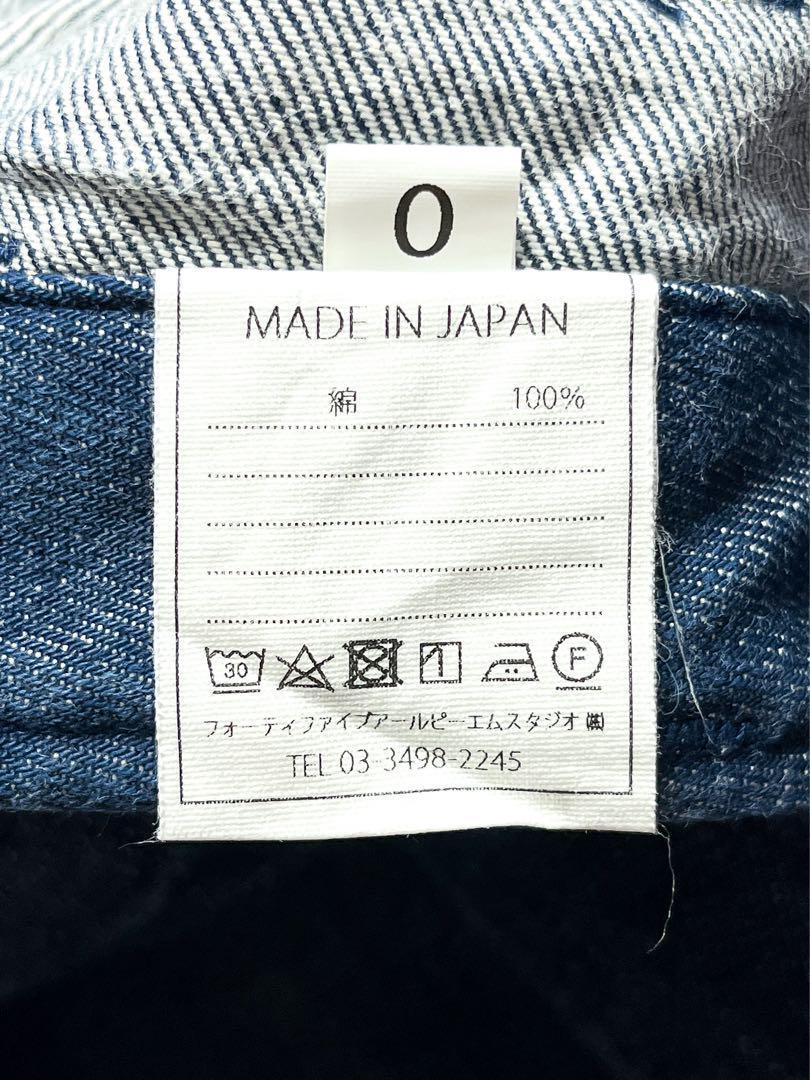 0
MADE IN JAPAN
綿 100%
30
F
フォーティファイブアールピーエムスタジオ ㈱
TEL 03-3498-2245